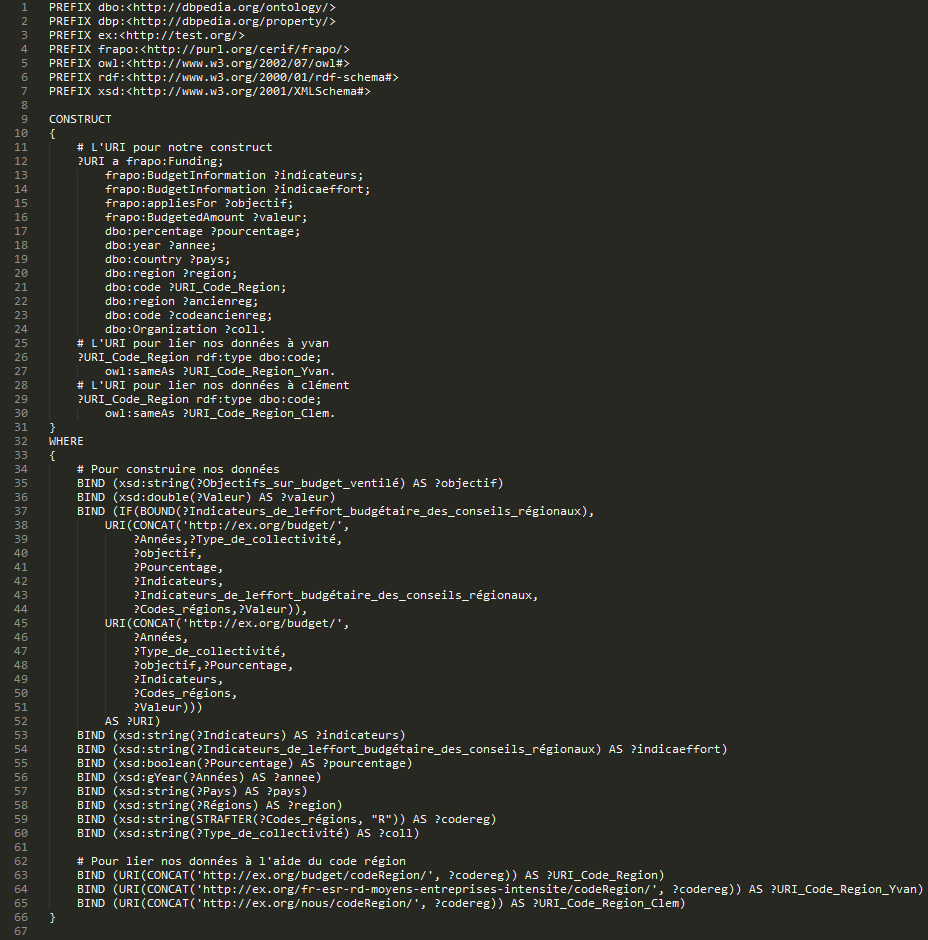 1 PREFIX dbo:<http://dbpedia.org/ontology/>
2 PREFIX dbp:<http://dbpedia.org/property/>
3 PREFIX ex:<http://test.org/>
4 PREFIX frapo:<http://purl.org/cerif/frapo/>
5 PREFIX owl:<http://www.w3.org/2002/07/owl#>
6 PREFIX rdf:<http://www.w3.org/2000/01/rdf-schema#>
7 PREFIX xsd:<http://www.w3.org/2001/XMLSchema#>
8
9 CONSTRUCT
10 {
11     # L'URI pour notre construct
12     ?URI a frapo:Funding;
13         frapo:BudgetInformation ?indicateurs;
14         frapo:BudgetInformation ?indicaeffort;
15         frapo:appliesFor ?objectif;
16         frapo:BudgetedAmount ?valeur;
17         dbo:percentage ?pourcentage;
18         dbo:year ?annee;
19         dbo:country ?pays;
20         dbo:region ?region;
21         dbo:code ?URI_Code_Region;
22         dbo:region ?ancienreg;
23         dbo:code ?codeancienreg;
24         dbo:Organization ?coll.
25     # L'URI pour lier nos données à yvan
26     ?URI_Code_Region rdf:type dbo:code;
27         owl:sameAs ?URI_Code_Region_Yvan.
28     # L'URI pour lier nos données à clément
29     ?URI_Code_Region rdf:type dbo:code;
30         owl:sameAs ?URI_Code_Region_Clem.
31 }
32 WHERE
33 {
34     # Pour construire nos données
35     BIND (xsd:string(?Objectifs_sur_budget_ventilé) AS ?objectif)
36     BIND (xsd:double(?Valeur) AS ?valeur)
37     BIND (IF(BOUND(?Indicateurs_de_leffort_budgétaire_des_conseils_régionaux),
38         URI(CONCAT('http://ex.org/budget/',
39             ?Années,?Type_de_collectivité,
40             ?objectif,
41             ?Pourcentage,
42             ?Indicateurs,
43             ?Indicateurs_de_leffort_budgétaire_des_conseils_régionaux,
44             ?Codes_régions,?Valeur)),
45         URI(CONCAT('http://ex.org/budget/',
46             ?Années,
47             ?Type_de_collectivité,
48             ?objectif,?Pourcentage,
49             ?Indicateurs,
50             ?Codes_régions,
51             ?Valeur)))
52         AS ?URI)
53     BIND (xsd:string(?Indicateurs) AS ?indicateurs)
54     BIND (xsd:string(?Indicateurs_de_leffort_budgétaire_des_conseils_régionaux) AS ?indicaeffort)
55     BIND (xsd:boolean(?Pourcentage) AS ?pourcentage)
56     BIND (xsd:gYear(?Années) AS ?annee)
57     BIND (xsd:string(?Pays) AS ?pays)
58     BIND (xsd:string(?Régions) AS ?region)
59     BIND (xsd:string(STRAFTER(?Codes_régions, "R")) AS ?codereg)
60     BIND (xsd:string(?Type_de_collectivité) AS ?coll)
61
62     # Pour lier nos données à l'aide du code région
63     BIND (URI(CONCAT('http://ex.org/budget/codeRegion/', ?codereg)) AS ?URI_Code_Region)
64     BIND (URI(CONCAT('http://ex.org/fr-esr-rd-moyens-entreprises-intensite/codeRegion/', ?codereg)) AS ?URI_Code_Region_Yvan)
65     BIND (URI(CONCAT('http://ex.org/nous/codeRegion/', ?codereg)) AS ?URI_Code_Region_Clem)
66 }
67